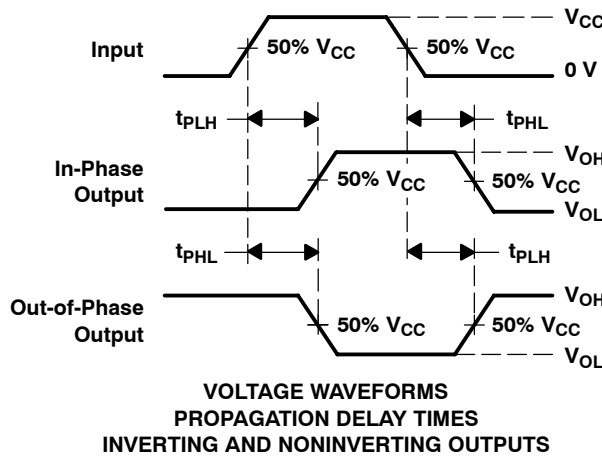 V_CC
Input
50% V_CC
50% V_CC
0 V
t_PLH
t_PHL
V_OH
In-Phase
Output
50% V_CC
50% V_CC
V_OL
t_PHL
t_PLH
V_OH
Out-of-Phase
Output
50% V_CC
50% V_CC
V_OL
VOLTAGE WAVEFORMS
PROPAGATION DELAY TIMES
INVERTING AND NONINVERTING OUTPUTS